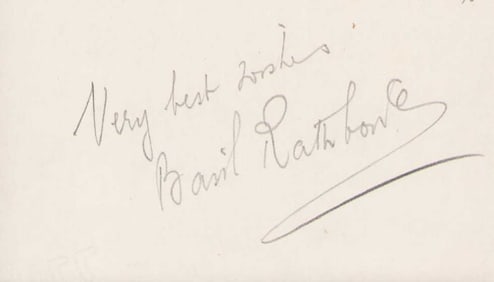 Very best wishes
Basil Rathbone